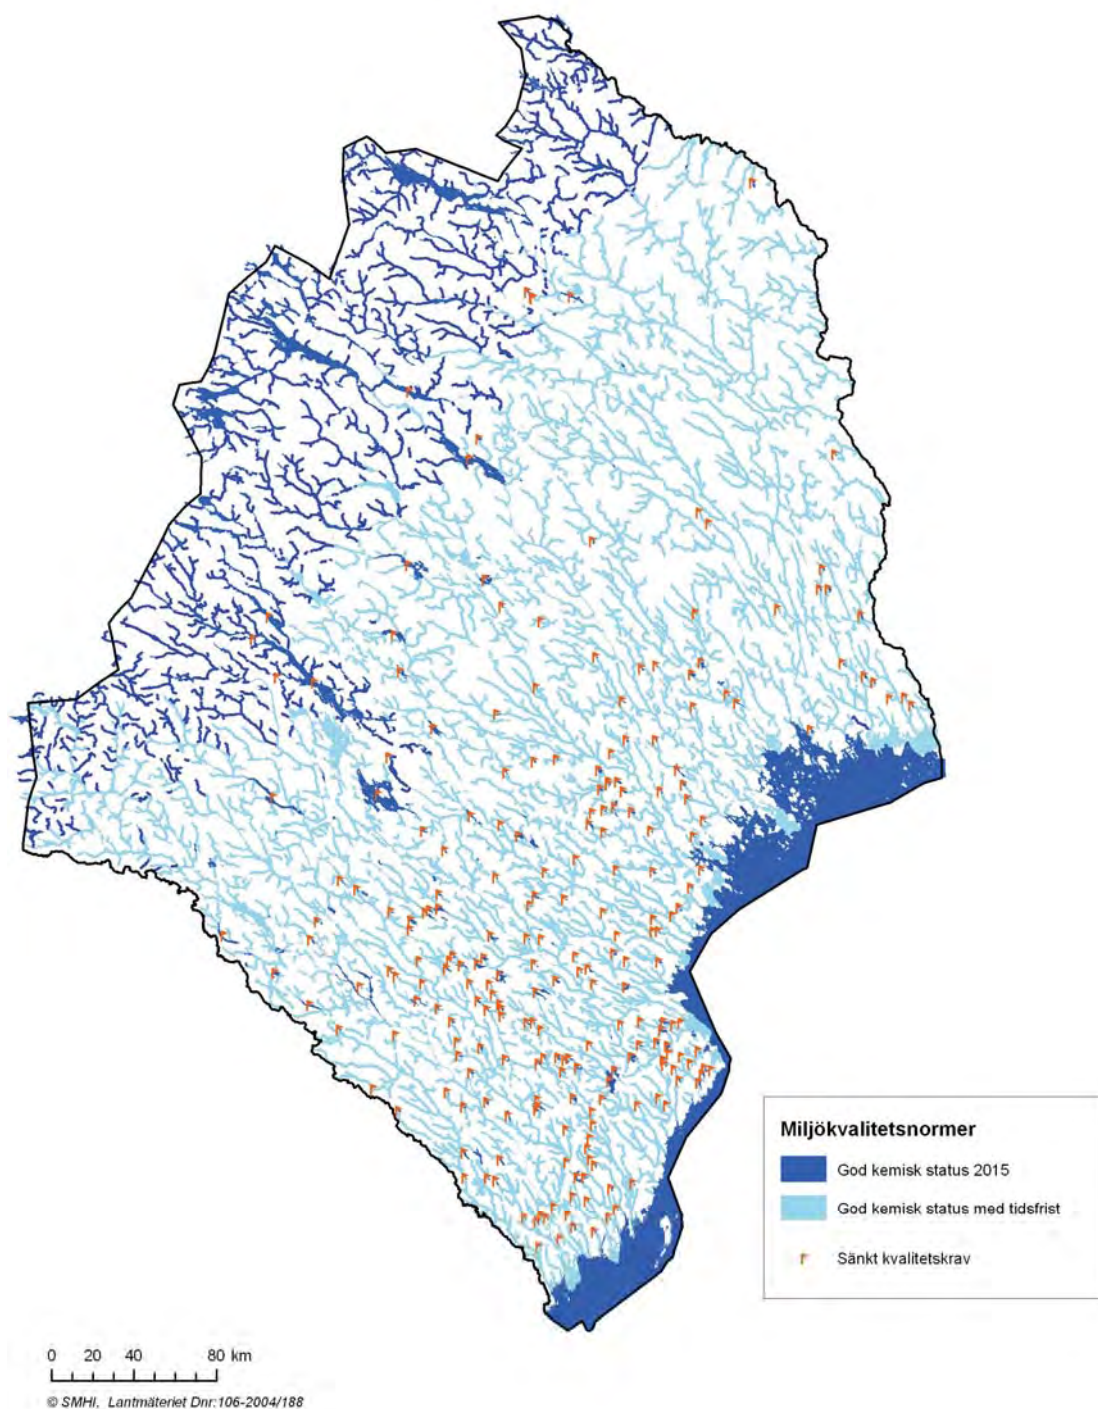 Miljökvalitetsnormer
God kemisk status 2015
God kemisk status med tidsfrist
Sänkt kvalitetskrav
0 20 40 80 km
© SMHI, Lantmäteriet Dnr:106-2004/188